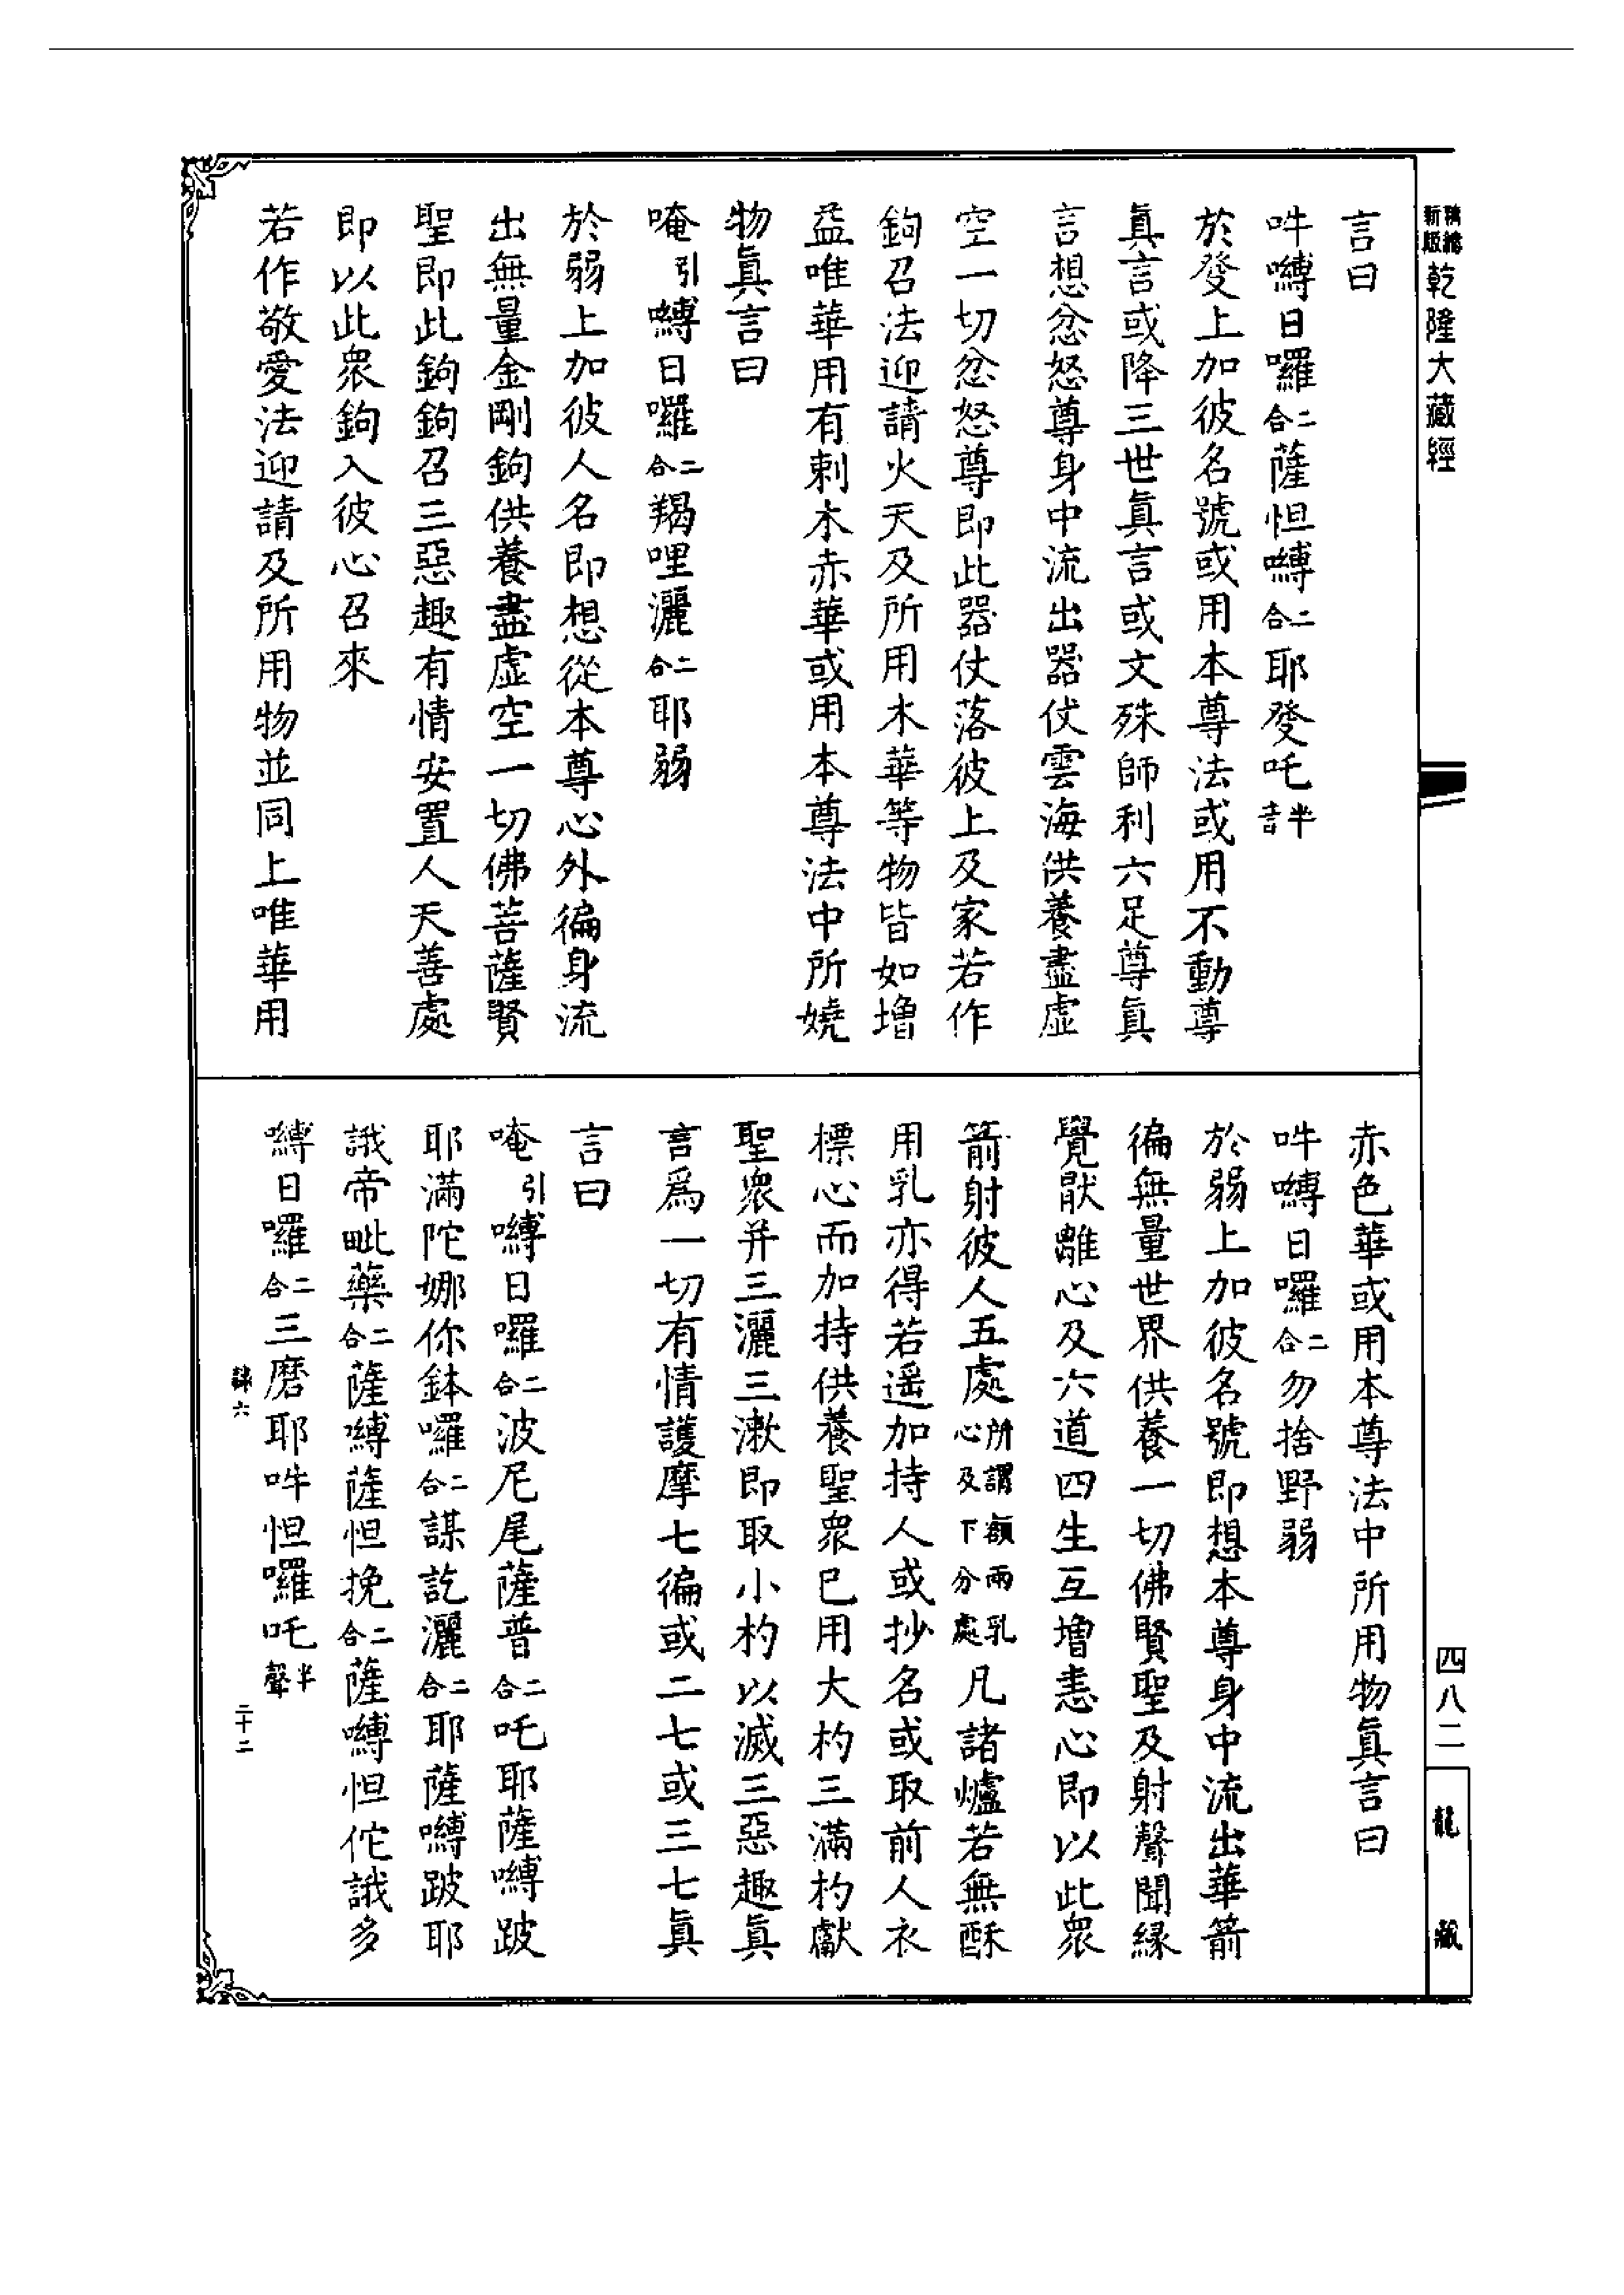 新版
精縮
乾隆大藏經
言曰
吽嚩日囉二合薩怛嚩二合耶發吒半音
於發上加彼名號或用本尊法或用不動尊
真言或降三世眞言或文殊師利六足尊眞
言想忿怒尊身中流出器仗雲海供養盡虛
空一切忿怒尊即此器仗落彼上及家若作
鉤召法迎請火天及所用木華等物皆如增
益唯華用有刺木赤華或用本尊法中所燒
物眞言曰
唵引嚩日囉二合羯哩灑二合耶弱
於弱上加彼人名即想從本尊心外徧身流
出無量金剛鉤供養盡虛空一切佛菩薩賢
聖即此鉤鉤召三惡趣有情安置人天善處
即以此衆鉤入彼心召來
若作敬愛法迎請及所用物並同上唯華用
赤色華或用本尊法中所用物眞言曰
吽嚩日囉二合勿捨野弱
於弱上加彼名號即想本尊身中流出華箭
徧無量世界供養一切佛賢聖及射聲聞緣
覺厭離心及六道四生互增恚心即以此衆
箭射彼人五處所謂額兩乳心及下分處凡諸爐若無酥
用乳亦得若遥加持人或抄名或取前人衣
標心而加持供養聖衆已用大杓三滿杓獻
聖衆并三灑三漱即取小杓以滅三惡趣眞
言爲一切有情護摩七徧或二七或三七眞
言曰
唵引嚩日囉二合波尼尾薩普二合吒耶薩嚩跛
耶滿陀娜你鉢囉二合謀訖灑二合耶薩嚩跛耶
誐帝毗藥二合薩嚩薩怛挽二合薩嚩怛佗誐多
嚩日囉二合三磨耶吽怛囉吒半聲
六
二十二
四八二
龍藏